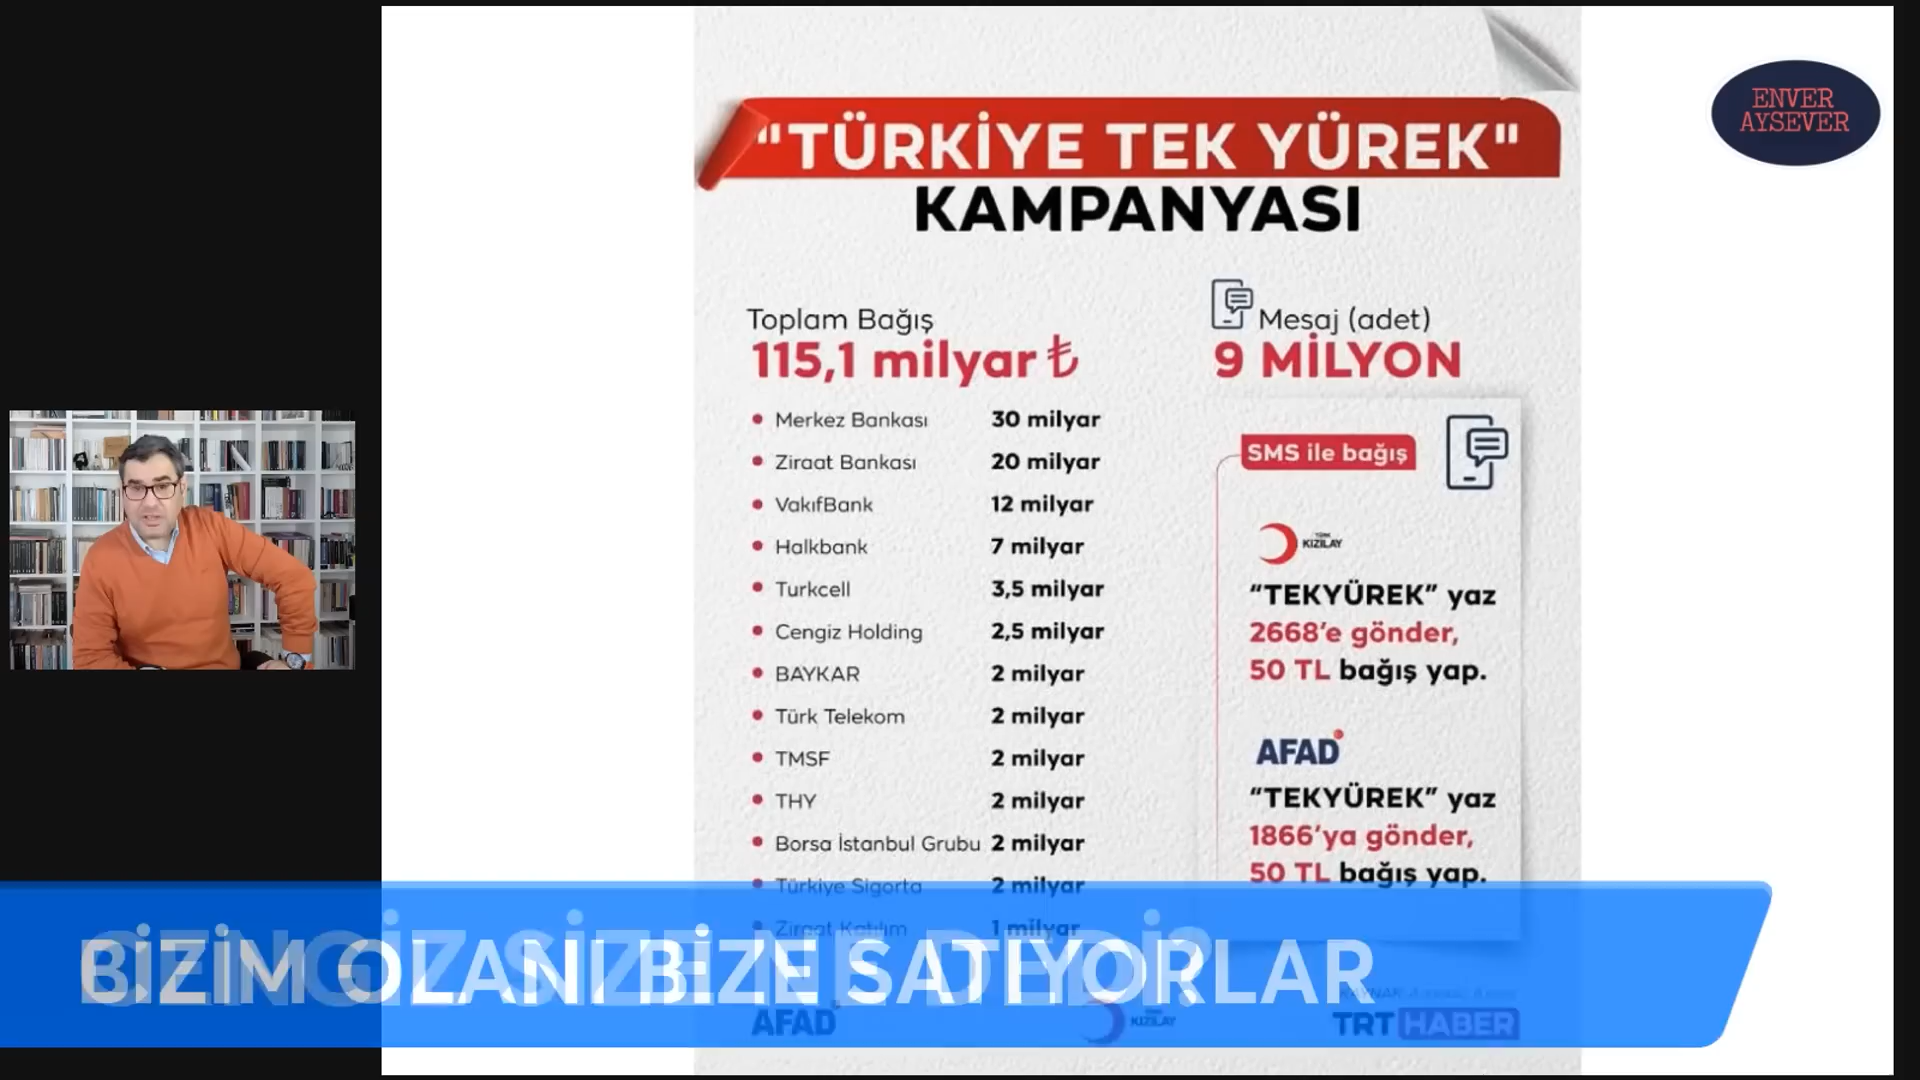 ENVER
AYSEVER
"TÜRKİYE TEK YÜREK"
KAMPANYASI
Toplam Bağış
115,1 milyar ₺
Mesaj (adet)
9 MİLYON
Merkez Bankası 30 milyar
Ziraat Bankası 20 milyar
VakıfBank 12 milyar
Halkbank 7 milyar
Turkcell 3,5 milyar
Cengiz Holding 2,5 milyar
BAYKAR 2 milyar
Türk Telekom 2 milyar
TMSF 2 milyar
THY 2 milyar
Borsa İstanbul Grubu 2 milyar
Türkiye Sigorta 2 milyar
Ziraat Katılım 1 milyar
SMS ile bağış
TÜRK
KIZILAY
“TEKYÜREK” yaz
2668’e gönder,
50 TL bağış yap.
AFAD
“TEKYÜREK” yaz
1866’ya gönder,
50 TL bağış yap.
BİZİM OLANI BİZE SATIYORLAR
AFAD
KIZILAY
TRT HABER